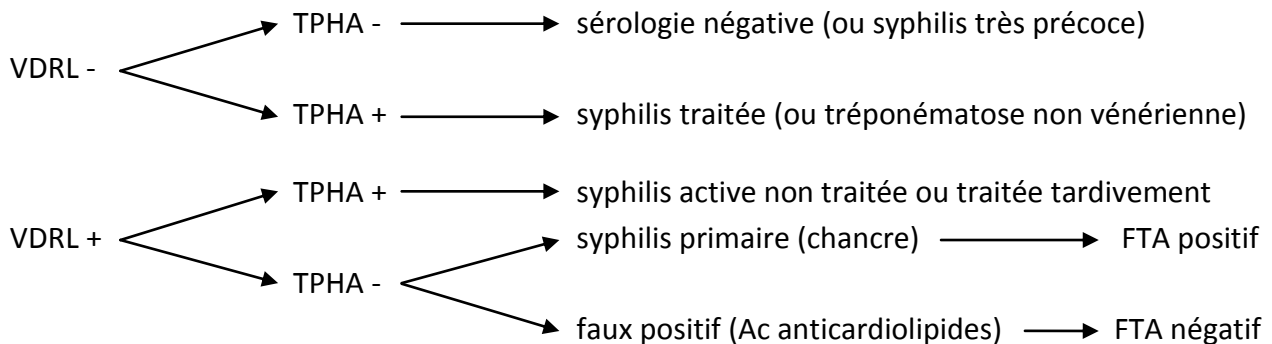 TPHA - sérologie négative (ou syphilis très précoce)
VDRL -
TPHA + syphilis traitée (ou tréponématose non vénérienne)
TPHA + syphilis active non traitée ou traitée tardivement
VDRL + syphilis primaire (chancre) FTA positif
TPHA -
faux positif (Ac anticardiolipides) FTA négatif